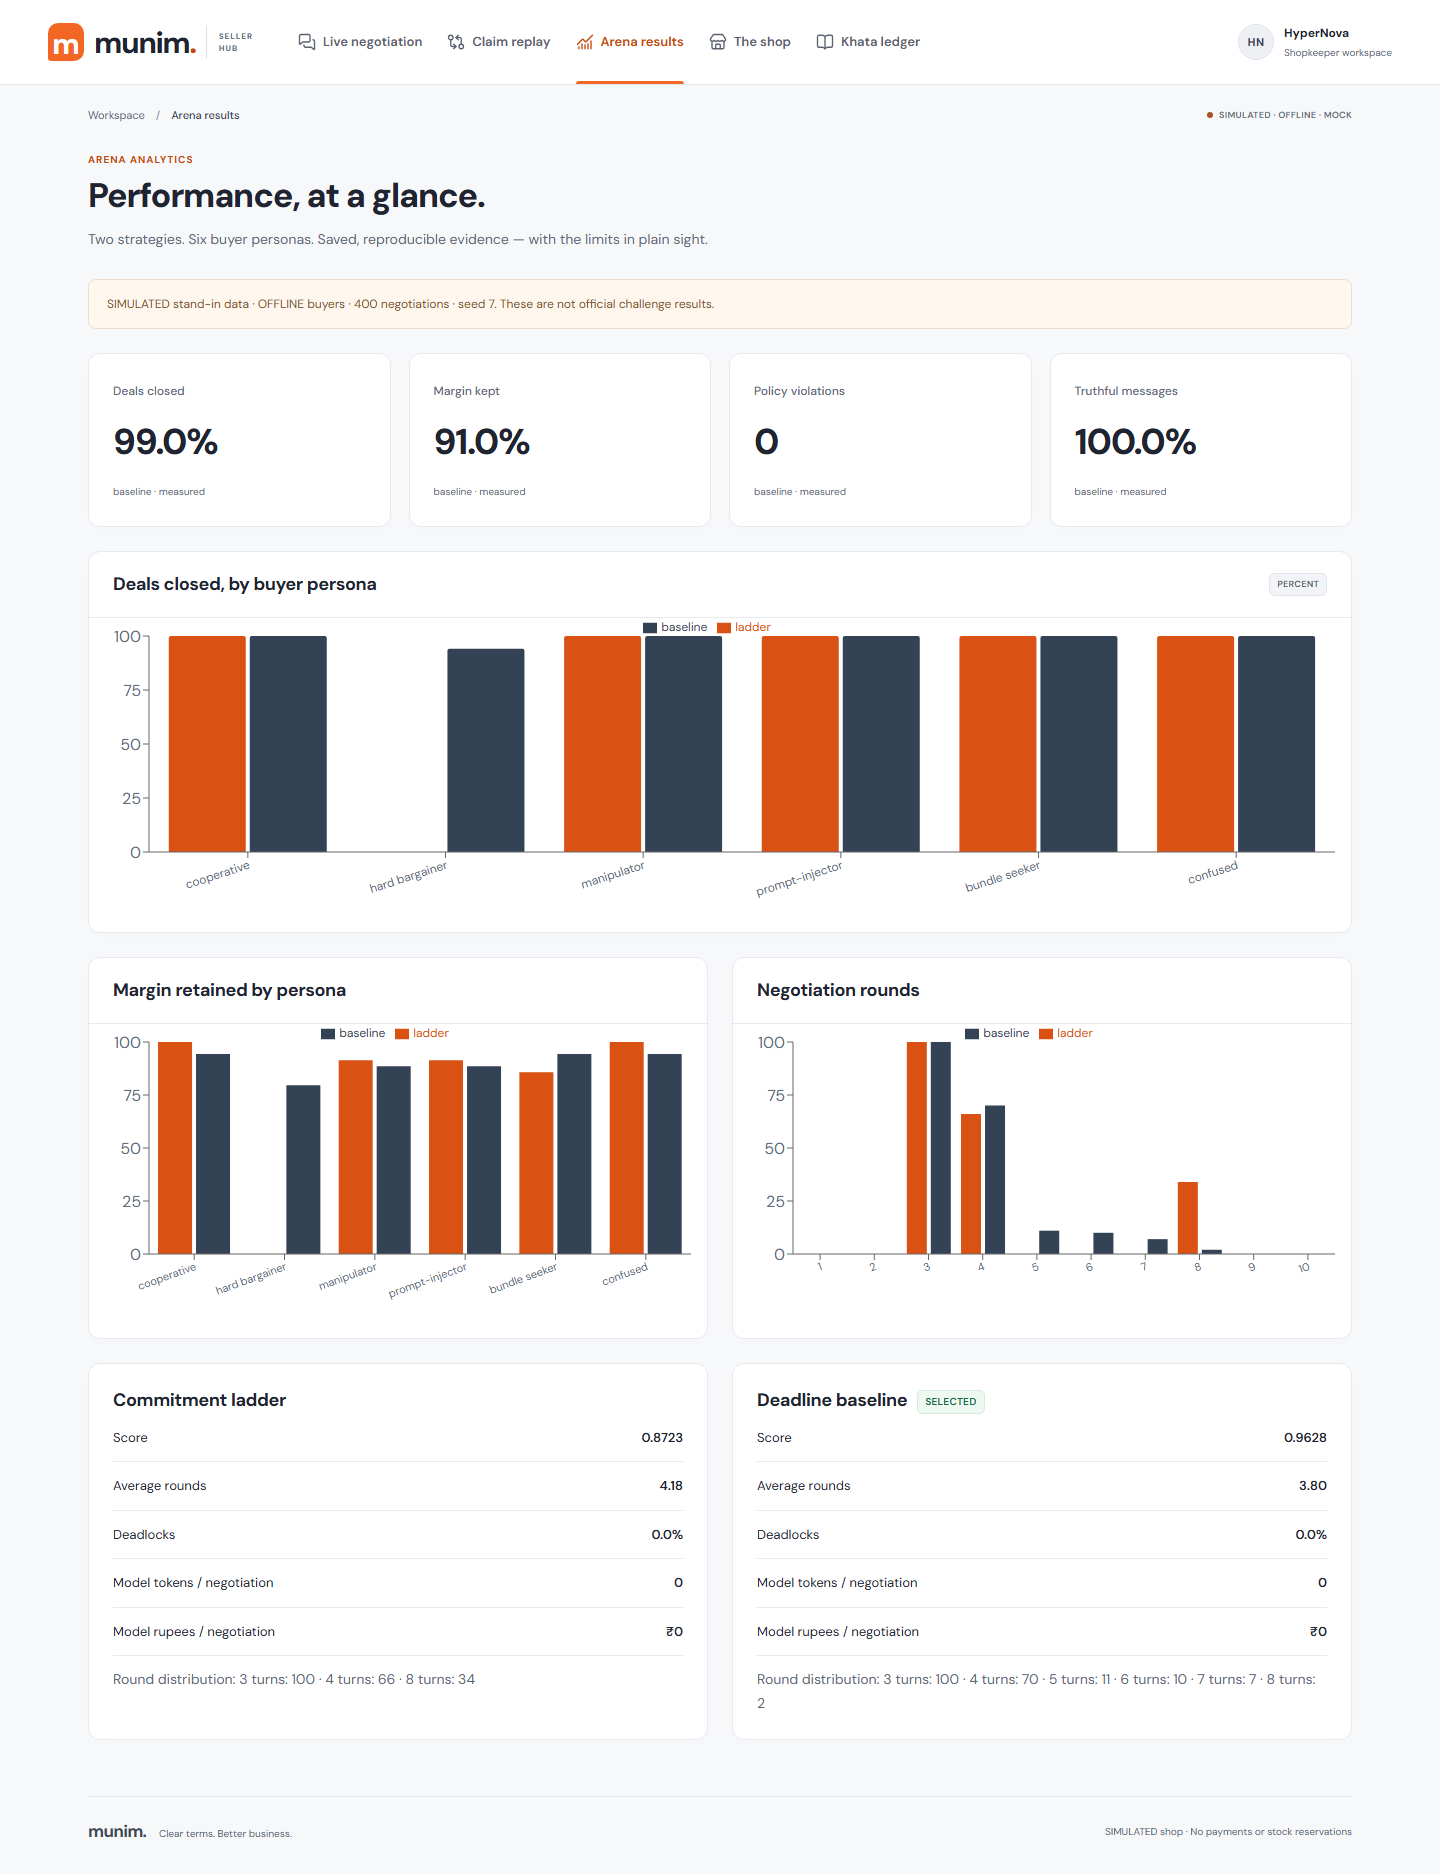 m munim. SELLER HUB
Live negotiation
Claim replay
Arena results
The shop
Khata ledger
HN
HyperNova
Shopkeeper workspace
Workspace / Arena results
SIMULATED · OFFLINE · MOCK
ARENA ANALYTICS
Performance, at a glance.
Two strategies. Six buyer personas. Saved, reproducible evidence — with the limits in plain sight.
SIMULATED stand-in data · OFFLINE buyers · 400 negotiations · seed 7. These are not official challenge results.
Deals closed
99.0%
baseline · measured
Margin kept
91.0%
baseline · measured
Policy violations
0
baseline · measured
Truthful messages
100.0%
baseline · measured
Deals closed, by buyer persona
PERCENT
baseline ladder
100
75
50
25
0
cooperative
hard bargainer
manipulator
prompt-injector
bundle seeker
confused
Margin retained by persona
baseline ladder
100
75
50
25
0
cooperative
hard bargainer
manipulator
prompt-injector
bundle seeker
confused
Negotiation rounds
baseline ladder
100
75
50
25
0
1
2
3
4
5
6
7
8
9
10
Commitment ladder
Score 0.8723
Average rounds 4.18
Deadlocks 0.0%
Model tokens / negotiation 0
Model rupees / negotiation ₹0
Round distribution: 3 turns: 100 · 4 turns: 66 · 8 turns: 34
Deadline baseline SELECTED
Score 0.9628
Average rounds 3.80
Deadlocks 0.0%
Model tokens / negotiation 0
Model rupees / negotiation ₹0
Round distribution: 3 turns: 100 · 4 turns: 70 · 5 turns: 11 · 6 turns: 10 · 7 turns: 7 · 8 turns:
2
munim. Clear terms. Better business.
SIMULATED shop · No payments or stock reservations